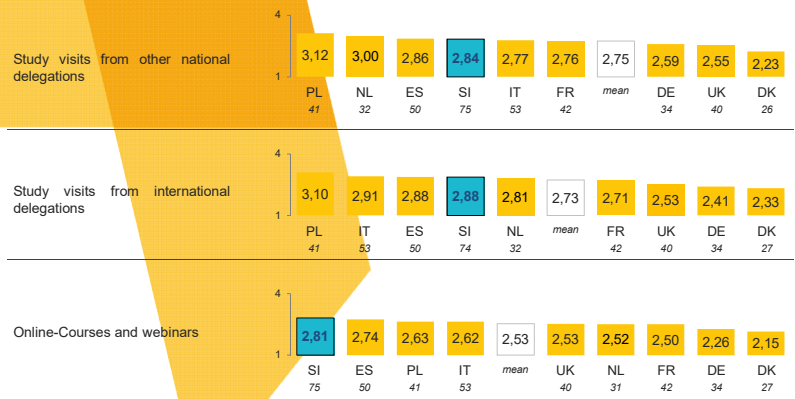 4
Study visits from other national
delegations
3,12 3,00 2,86 2,84 2,77 2,76 2,75 2,59 2,55 2,23
1
PL NL ES SI IT FR mean DE UK DK
41 32 50 75 53 42 34 40 26
4
Study visits from international
delegations
3,10 2,91 2,88 2,88 2,81 2,73 2,71 2,53 2,41 2,33
1
PL IT ES SI NL mean FR UK DE DK
41 53 50 74 32 42 40 34 27
4
Online-Courses and webinars
2,81 2,74 2,63 2,62 2,53 2,53 2,52 2,50 2,26 2,15
1
SI ES PL IT mean UK NL FR DE DK
75 50 41 53 40 31 42 34 27